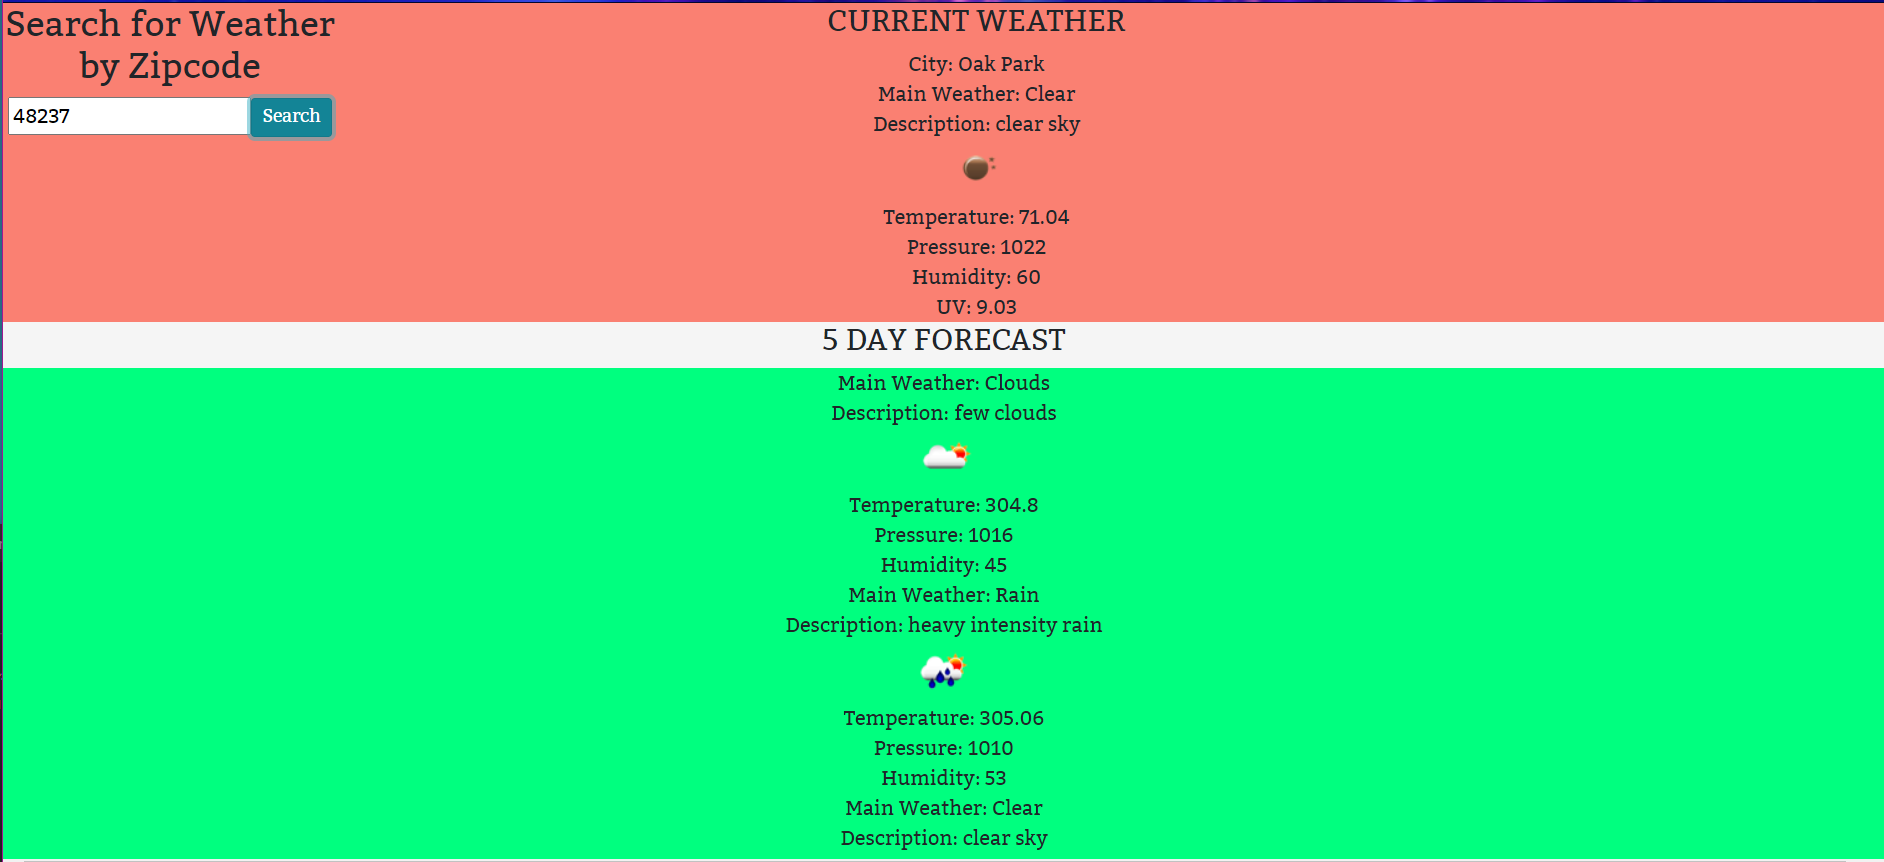 Search for Weather
by Zipcode
48237
Search
CURRENT WEATHER
City: Oak Park
Main Weather: Clear
Description: clear sky
Temperature: 71.04
Pressure: 1022
Humidity: 60
UV: 9.03
5 DAY FORECAST
Main Weather: Clouds
Description: few clouds
Temperature: 304.8
Pressure: 1016
Humidity: 45
Main Weather: Rain
Description: heavy intensity rain
Temperature: 305.06
Pressure: 1010
Humidity: 53
Main Weather: Clear
Description: clear sky